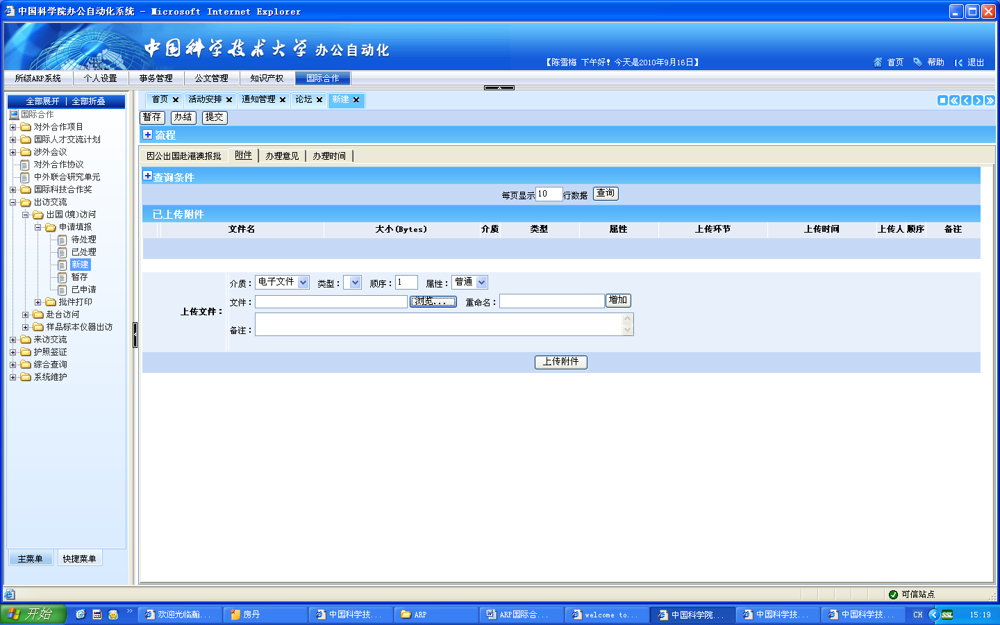 中国科学院办公自动化系统 - Microsoft Internet Explorer
中国科学技术大学 办公自动化
【陈雪梅 下午好！今天是2010年9月16日】
首页 帮助 退出
所级ARP系统 个人设置 事务管理 公文管理 知识产权 国际合作
全部展开 | 全部折叠
首页 活动安排 通知管理 论坛 新建
暂存 办结 提交
流程
国际合作
对外合作项目
国际人才交流计划
涉外会议
对外合作协议
中外联合研究单元
国际科技合作奖
出访交流
出国(境)访问
申请填报
待处理
已处理
新建
暂存
已申请
批件打印
赴台访问
样品标本仪器出访
来访交流
护照签证
综合查询
系统维护
主菜单 快捷菜单
因公出国赴港澳报批 附件 办理意见 办理时间
查询条件
每页显示 10 行数据 查询
已上传附件
文件名 大小(Bytes) 介质 类型 属性 上传环节 上传时间 上传人 顺序 备注
上传文件：
介质： 电子文件 类型： 顺序： 1 属性： 普通
文件： 浏览... 重命名： 增加
备注：
上传附件
可信站点
开始 欢迎光临瀚... 房丹 中国科学技... ARP ARP国际合... welcome to... 中国科学院... 中国科学技... 中国科学技... CH SSL 15:19